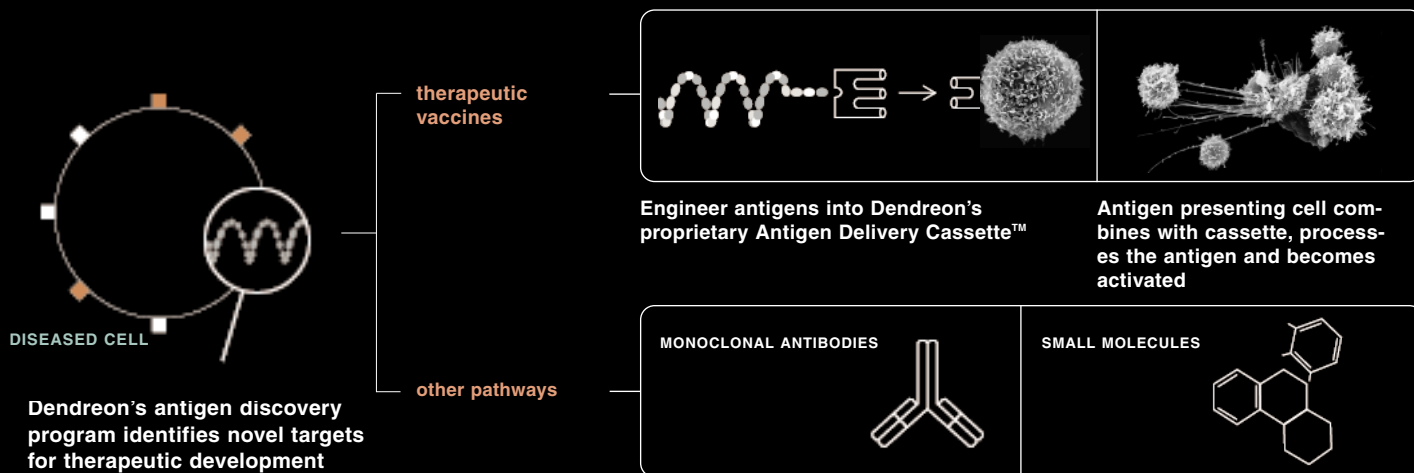 therapeutic
vaccines
Engineer antigens into Dendreon's
proprietary Antigen Delivery Cassette™
Antigen presenting cell com-
bines with cassette, process-
es the antigen and becomes
activated
DISEASED CELL
Dendreon's antigen discovery
program identifies novel targets
for therapeutic development
other pathways
MONOCLONAL ANTIBODIES
SMALL MOLECULES